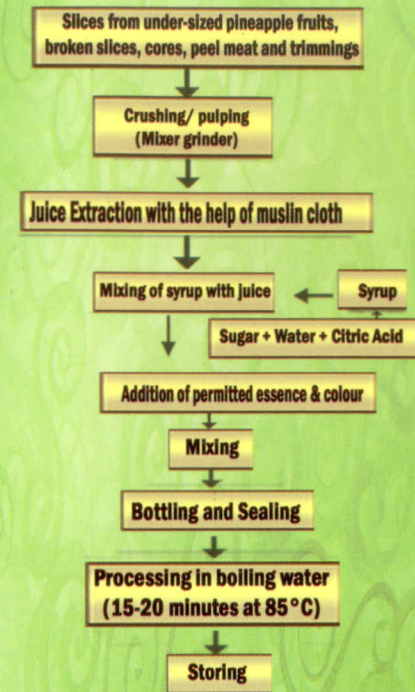 Slices from under-sized pineapple fruits,
broken slices, cores, peel meat and trimmings
Crushing/ pulping
(Mixer grinder)
Juice Extraction with the help of muslin cloth
Mixing of syrup with juice
Syrup
Sugar + Water + Citric Acid
Addition of permitted essence & colour
Mixing
Bottling and Sealing
Processing in boiling water
(15-20 minutes at 85°C)
Storing